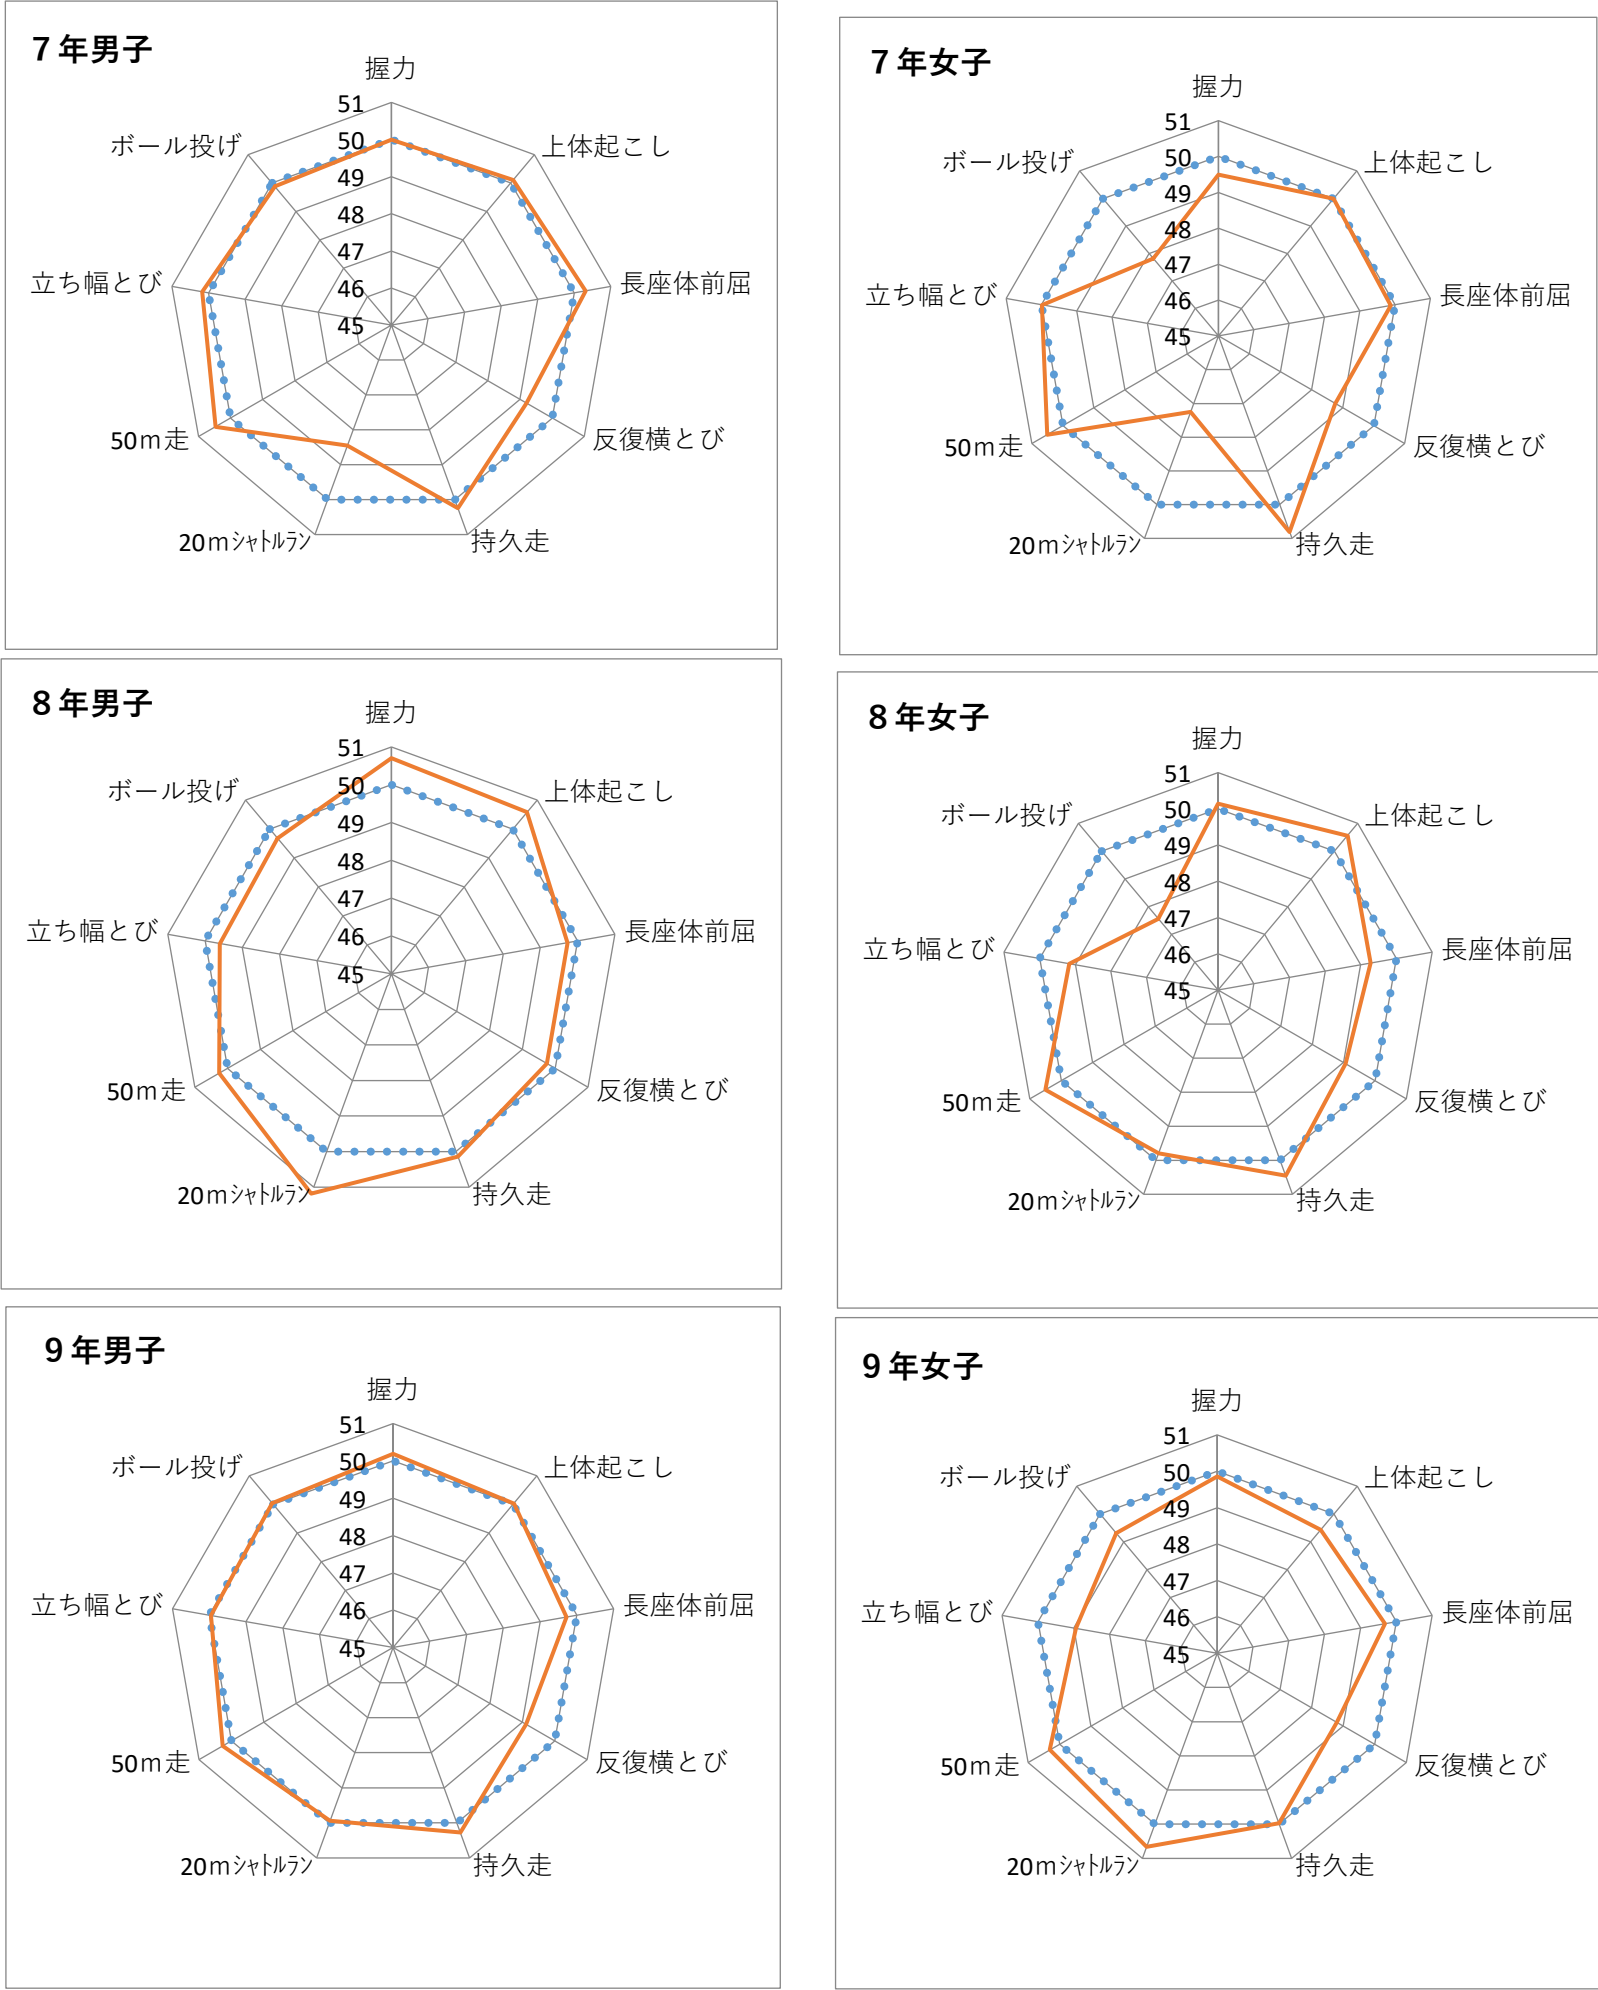 ７年男子
握力
上体起こし
長座体前屈
反復横とび
持久走
20ｍｼｬﾄﾙﾗﾝ
50ｍ走
立ち幅とび
ボール投げ
51
50
49
48
47
46
45
７年女子
握力
上体起こし
長座体前屈
反復横とび
持久走
20ｍｼｬﾄﾙﾗﾝ
50ｍ走
立ち幅とび
ボール投げ
51
50
49
48
47
46
45
８年男子
握力
上体起こし
長座体前屈
反復横とび
持久走
20ｍｼｬﾄﾙﾗﾝ
50ｍ走
立ち幅とび
ボール投げ
51
50
49
48
47
46
45
８年女子
握力
上体起こし
長座体前屈
反復横とび
持久走
20ｍｼｬﾄﾙﾗﾝ
50ｍ走
立ち幅とび
ボール投げ
51
50
49
48
47
46
45
９年男子
握力
上体起こし
長座体前屈
反復横とび
持久走
20ｍｼｬﾄﾙﾗﾝ
50ｍ走
立ち幅とび
ボール投げ
51
50
49
48
47
46
45
９年女子
握力
上体起こし
長座体前屈
反復横とび
持久走
20ｍｼｬﾄﾙﾗﾝ
50ｍ走
立ち幅とび
ボール投げ
51
50
49
48
47
46
45